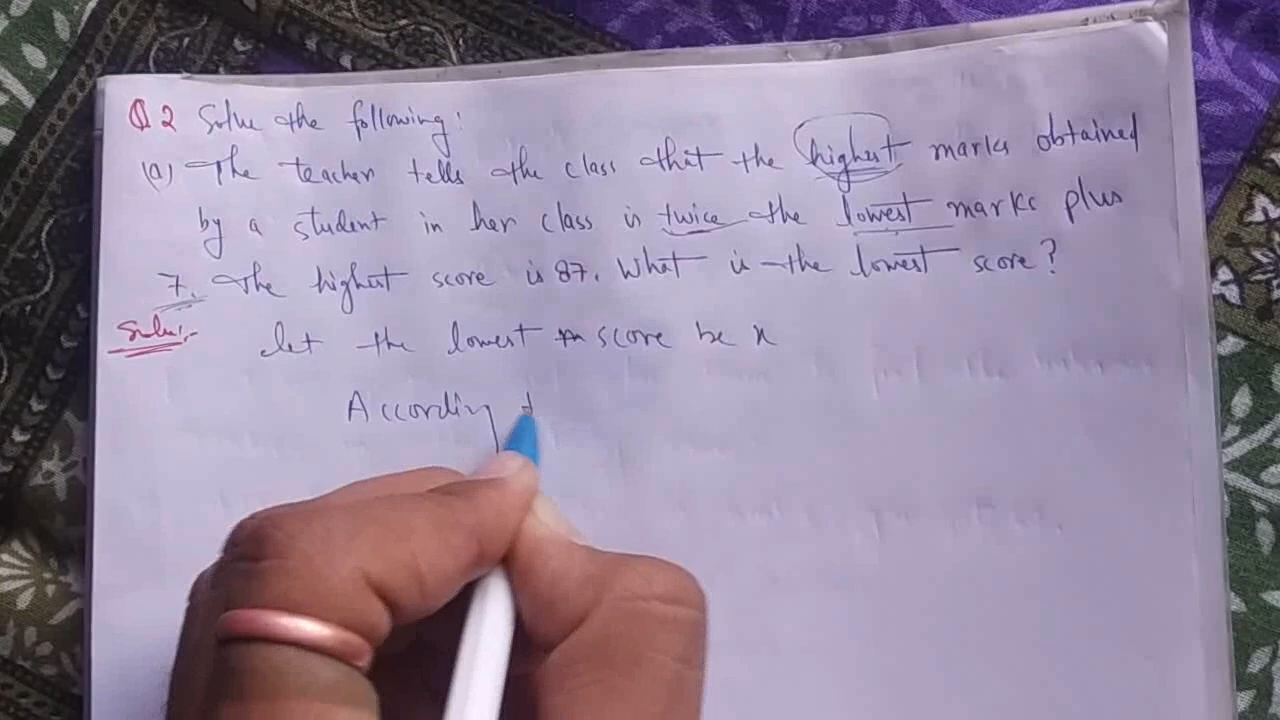 Q2 Solve the following:
(a) The teacher tells the class that the highest marks obtained
by a student in her class is twice the lowest marks plus
7. The highest score is 87. What is the lowest score?
Soln:-
let the lowest score be x
According